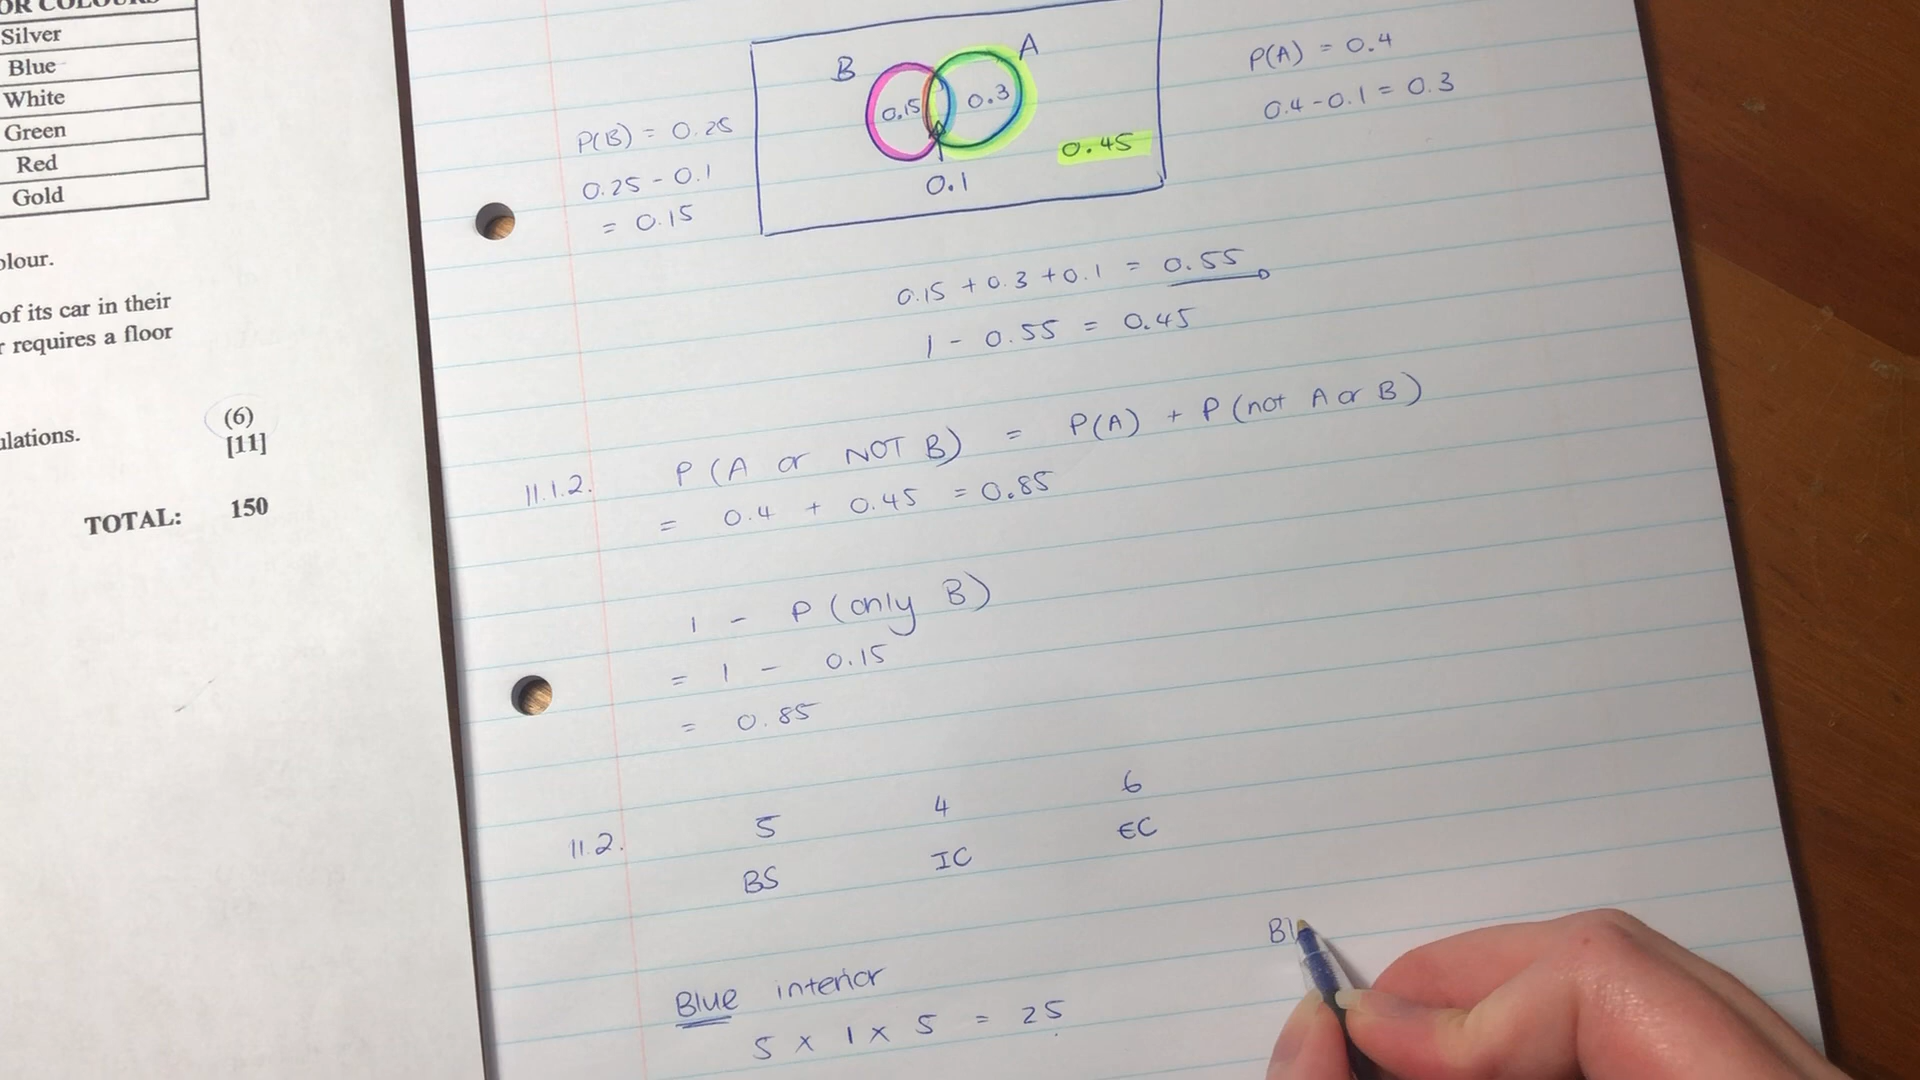 Silver
Blue
White
Green
Red
Gold
of its car in their
requires a floor
(6)
[11]
TOTAL: 150
B
A
0.15
0.3
0.45
0.1
P(B) = 0.25
0.25 - 0.1
= 0.15
P(A) = 0.4
0.4 - 0.1 = 0.3
0.15 + 0.3 + 0.1 = 0.55
1 - 0.55 = 0.45
11.1.2. P (A or NOT B) = P(A) + P (not A or B)
= 0.4 + 0.45 = 0.85
1 - P (only B)
= 1 - 0.15
= 0.85
11.2. 5 4 6
BS IC EC
Bl
Blue interior
5 x 1 x 5 = 25